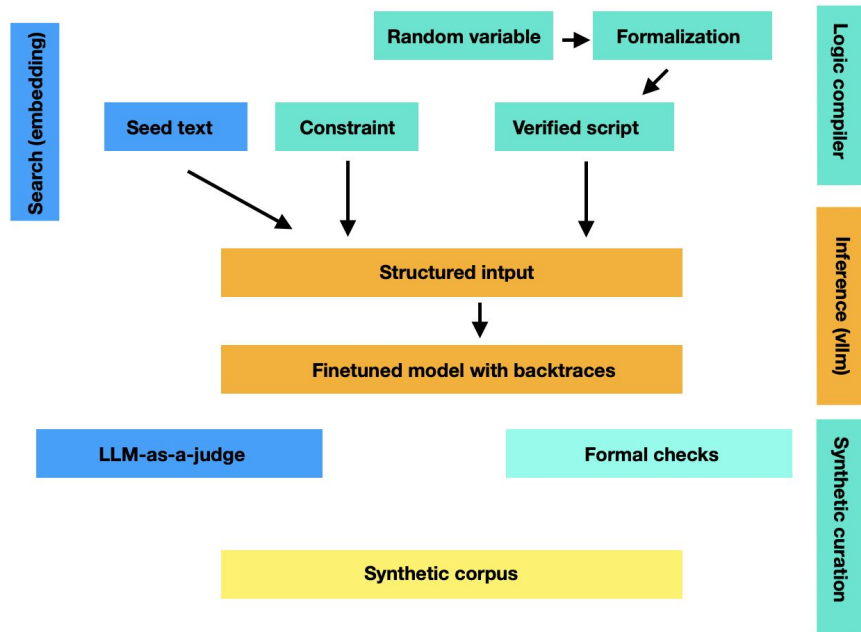 Random variable
Formalization
Search (embedding)
Logic compiler
Seed text
Constraint
Verified script
Structured intput
Inference (vllm)
Finetuned model with backtraces
LLM-as-a-judge
Formal checks
Synthetic curation
Synthetic corpus